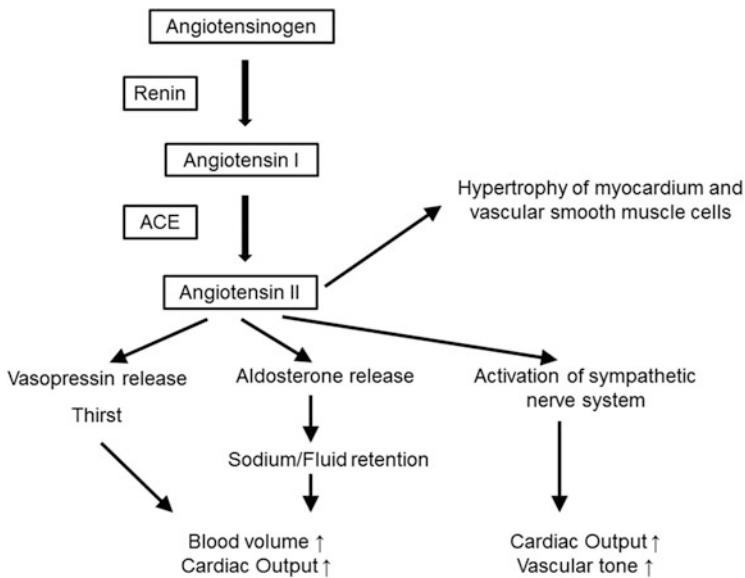 Angiotensinogen
Renin
Angiotensin I
Hypertrophy of myocardium and
vascular smooth muscle cells
ACE
Angiotensin II
Vasopressin release
Thirst
Aldosterone release
Sodium/Fluid retention
Activation of sympathetic
nerve system
Blood volume ↑
Cardiac Output ↑
Cardiac Output ↑
Vascular tone ↑